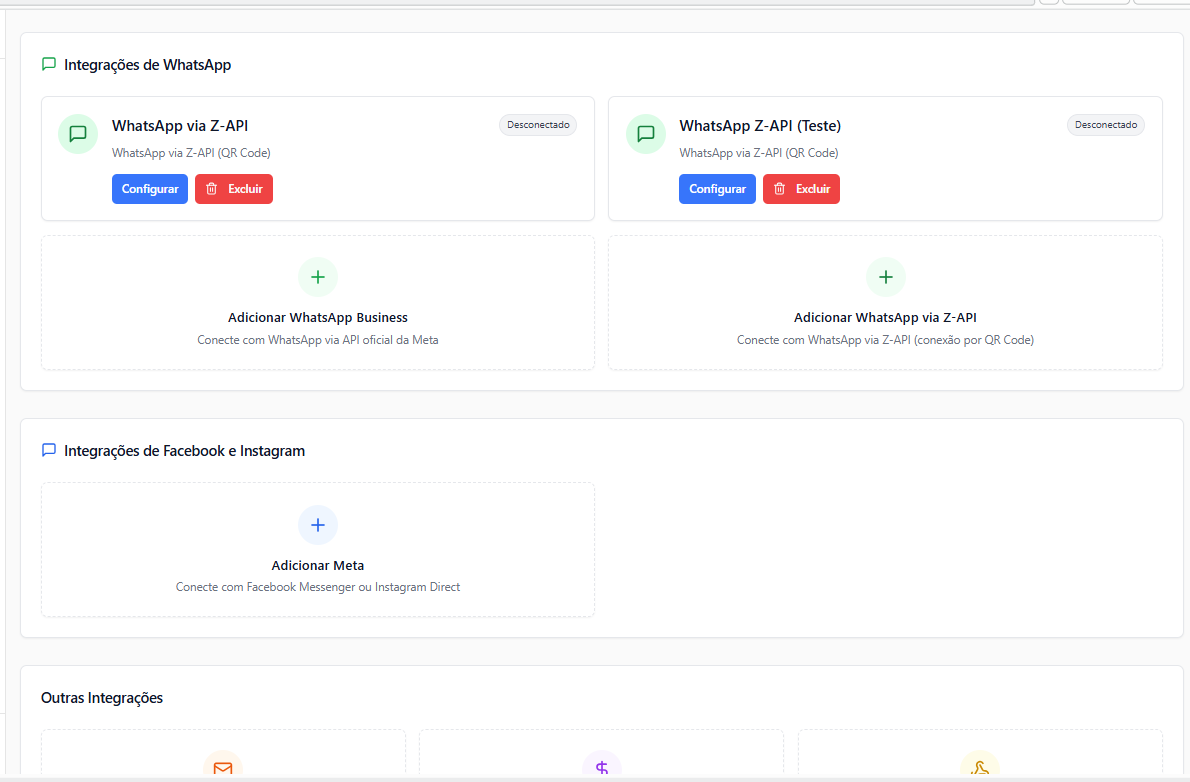 Integrações de WhatsApp
WhatsApp via Z-API
Desconectado
WhatsApp via Z-API (QR Code)
Configurar
Excluir
WhatsApp Z-API (Teste)
Desconectado
WhatsApp via Z-API (QR Code)
Configurar
Excluir
Adicionar WhatsApp Business
Conecte com WhatsApp via API oficial da Meta
Adicionar WhatsApp via Z-API
Conecte com WhatsApp via Z-API (conexão por QR Code)
Integrações de Facebook e Instagram
Adicionar Meta
Conecte com Facebook Messenger ou Instagram Direct
Outras Integrações